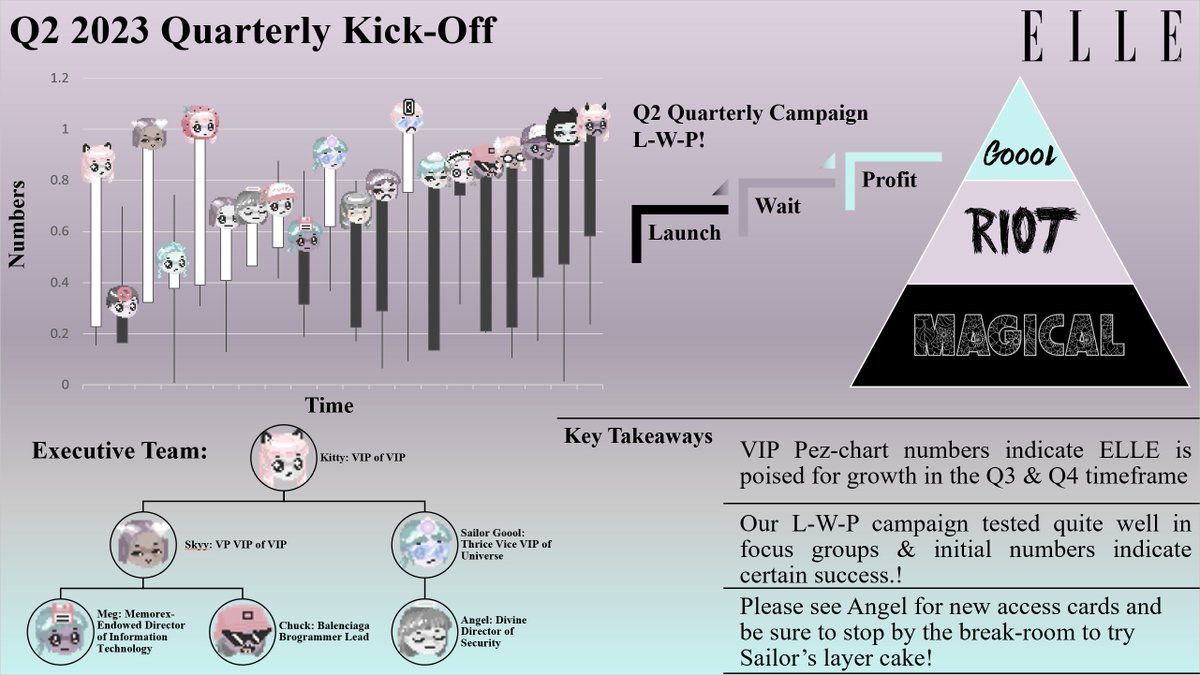 Q2 2023 Quarterly Kick-Off
ELLE
1.2
1
0.8
0.6
0.4
0.2
0
Numbers
Time
Q2 Quarterly Campaign
L-W-P!
Launch
Wait
Profit
GOOOL
RIOT
MAGICAL
Executive Team:
Kitty: VIP of VIP
Skyy: VP VIP of VIP
Sailor Goool:
Thrice Vice VIP of
Universe
Meg: Memorex-
Endowed Director
of Information
Technology
Chuck: Balenciaga
Brogrammer Lead
Angel: Divine
Director of
Security
Key Takeaways
VIP Pez-chart numbers indicate ELLE is
poised for growth in the Q3 & Q4 timeframe
Our L-W-P campaign tested quite well in
focus groups & initial numbers indicate
certain success.!
Please see Angel for new access cards and
be sure to stop by the break-room to try
Sailor’s layer cake!